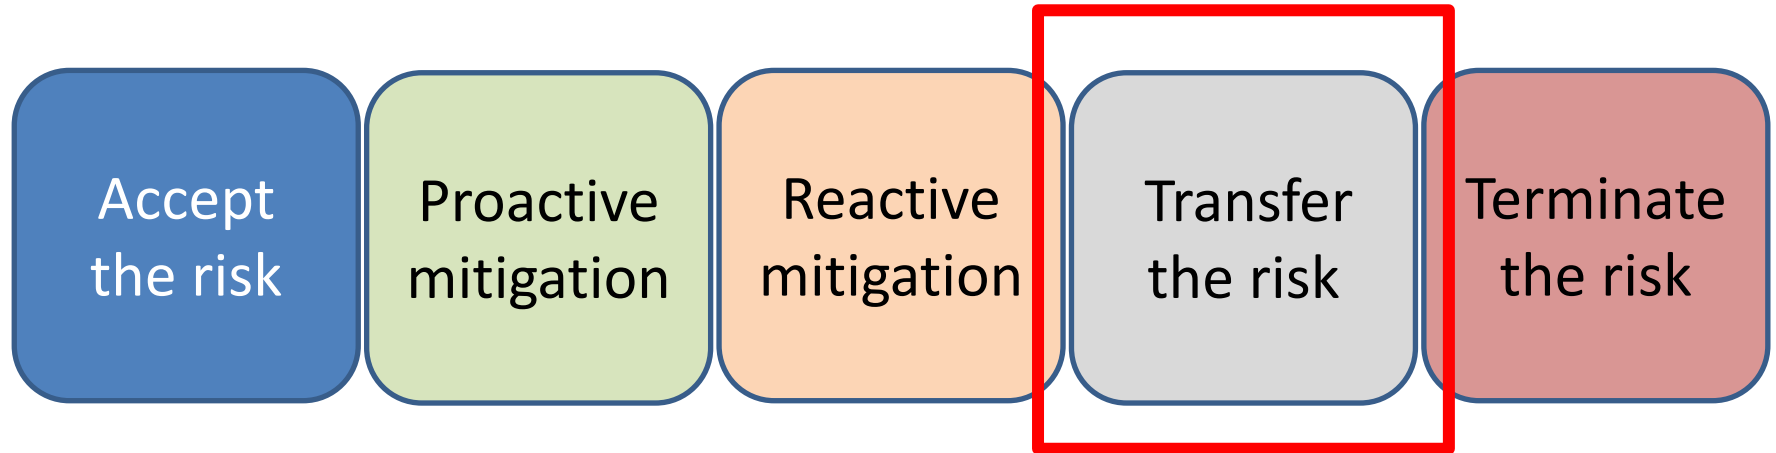 Accept
the risk
Proactive
mitigation
Reactive
mitigation
Transfer
the risk
Terminate
the risk